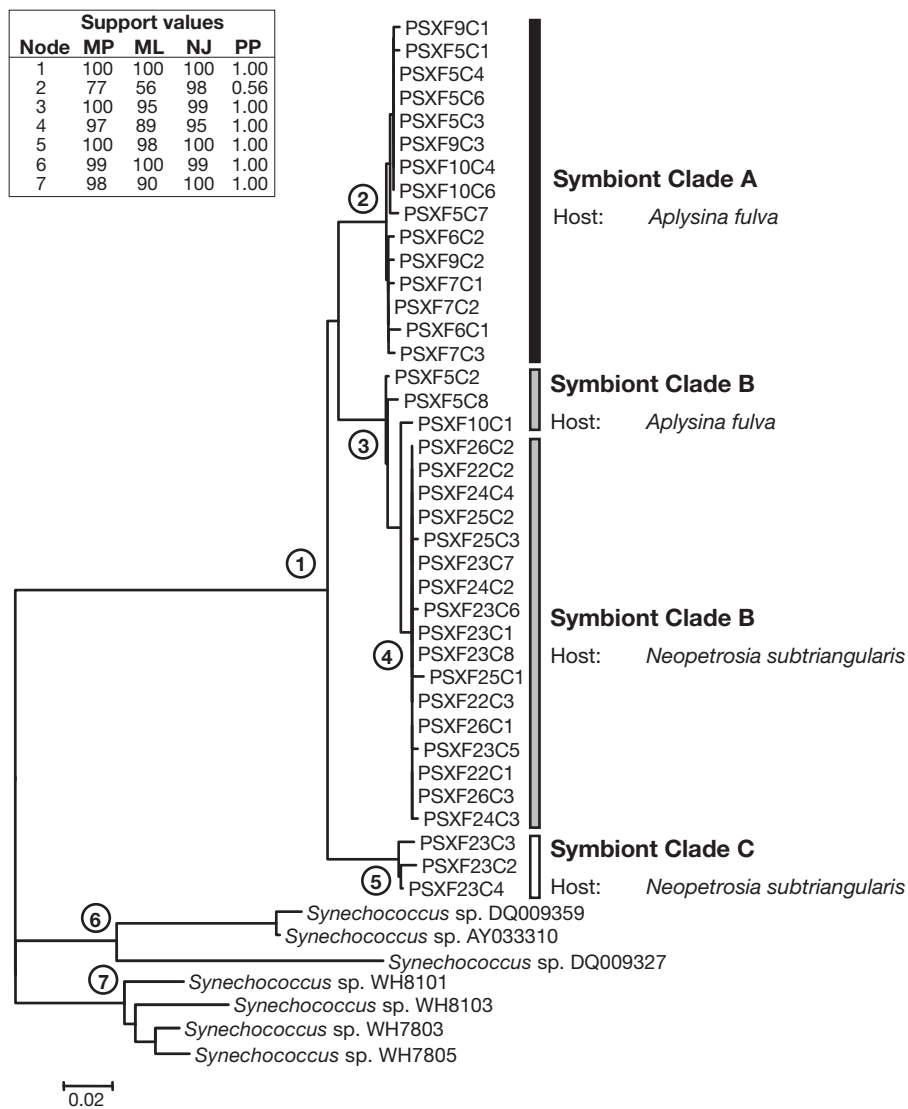 Support values
Node MP ML NJ PP
1 100 100 100 1.00
2 77 56 98 0.56
3 100 95 99 1.00
4 97 89 95 1.00
5 100 98 100 1.00
6 99 100 99 1.00
7 98 90 100 1.00
PSXF9C1
PSXF5C1
PSXF5C4
PSXF5C6
PSXF5C3
PSXF9C3
PSXF10C4
PSXF10C6
PSXF5C7
PSXF6C2
PSXF9C2
PSXF7C1
PSXF7C2
PSXF6C1
PSXF7C3
2
Symbiont Clade A
Host: Aplysina fulva
PSXF5C2
PSXF5C8
PSXF10C1
3
Symbiont Clade B
Host: Aplysina fulva
PSXF26C2
PSXF22C2
PSXF24C4
PSXF25C2
PSXF25C3
PSXF23C7
PSXF24C2
PSXF23C6
PSXF23C1
PSXF23C8
PSXF25C1
PSXF22C3
PSXF26C1
PSXF23C5
PSXF22C1
PSXF26C3
PSXF24C3
1
4
Symbiont Clade B
Host: Neopetrosia subtriangularis
PSXF23C3
PSXF23C2
PSXF23C4
5
Symbiont Clade C
Host: Neopetrosia subtriangularis
6
Synechococcus sp. DQ009359
Synechococcus sp. AY033310
Synechococcus sp. DQ009327
7
Synechococcus sp. WH8101
Synechococcus sp. WH8103
Synechococcus sp. WH7803
Synechococcus sp. WH7805
0.02